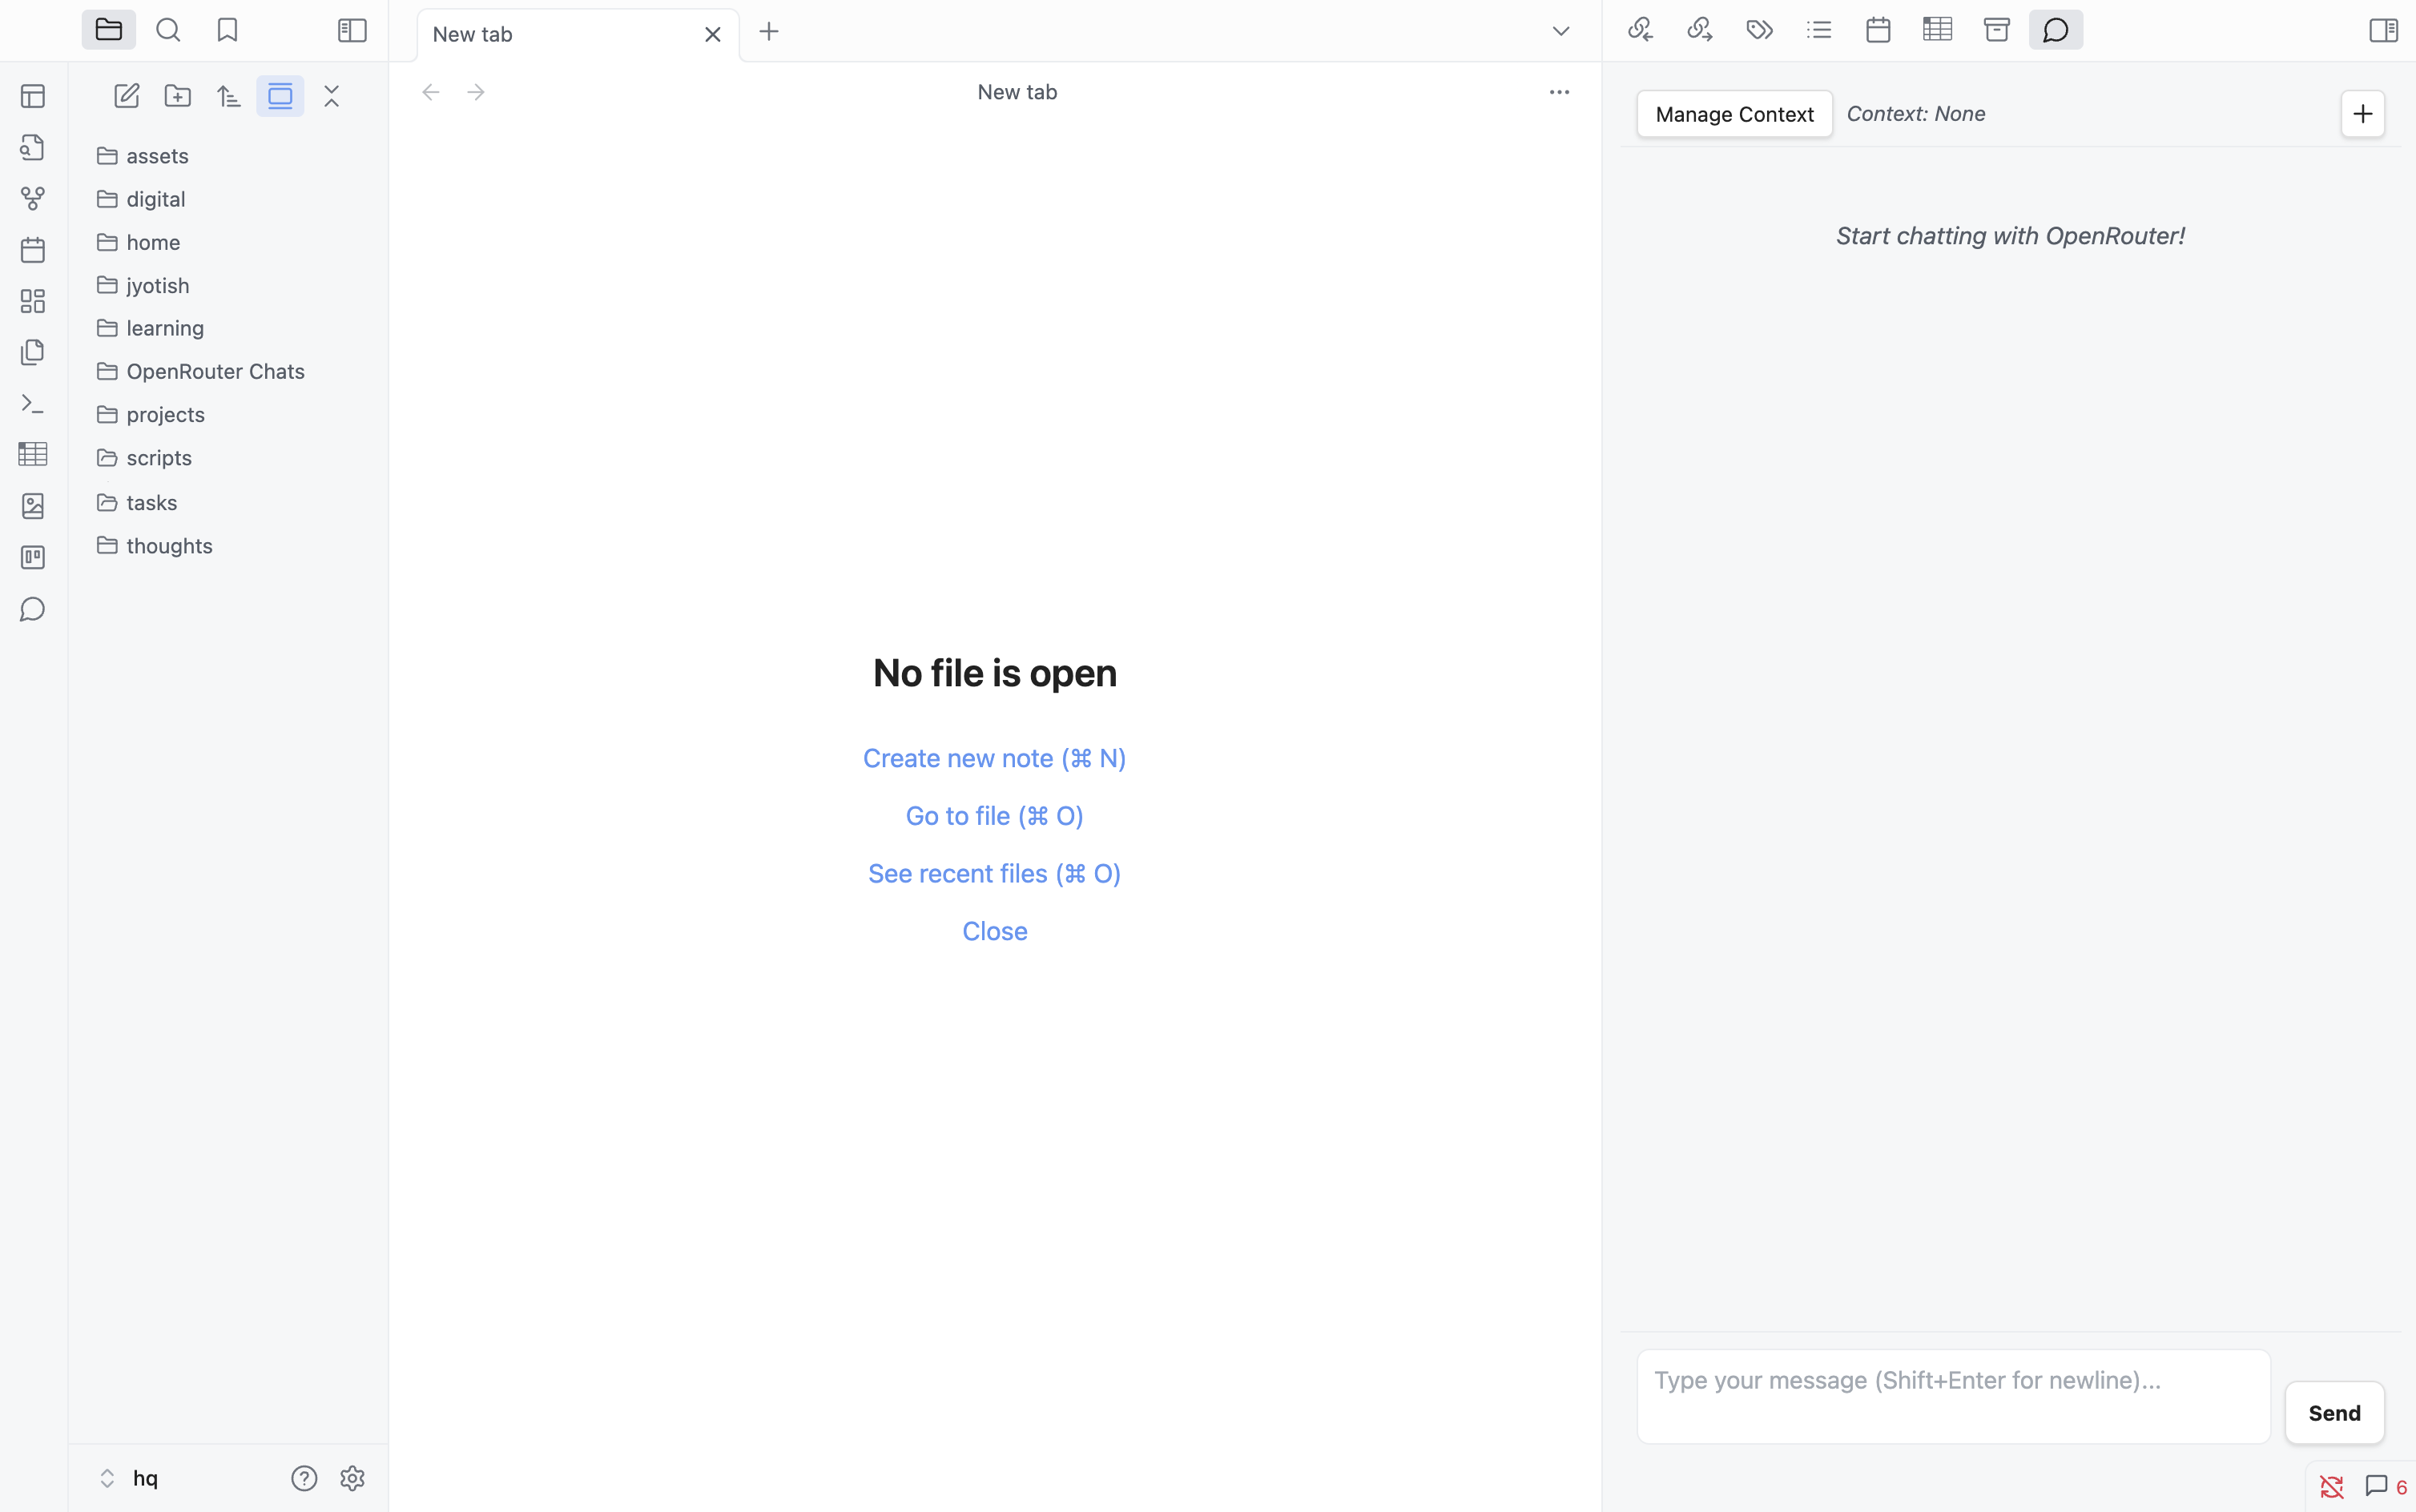 New tab
New tab
assets
digital
home
jyotish
learning
OpenRouter Chats
projects
scripts
tasks
thoughts
hq
No file is open
Create new note (⌘ N)
Go to file (⌘ O)
See recent files (⌘ O)
Close
Manage Context
Context: None
Start chatting with OpenRouter!
Type your message (Shift+Enter for newline)...
Send
6